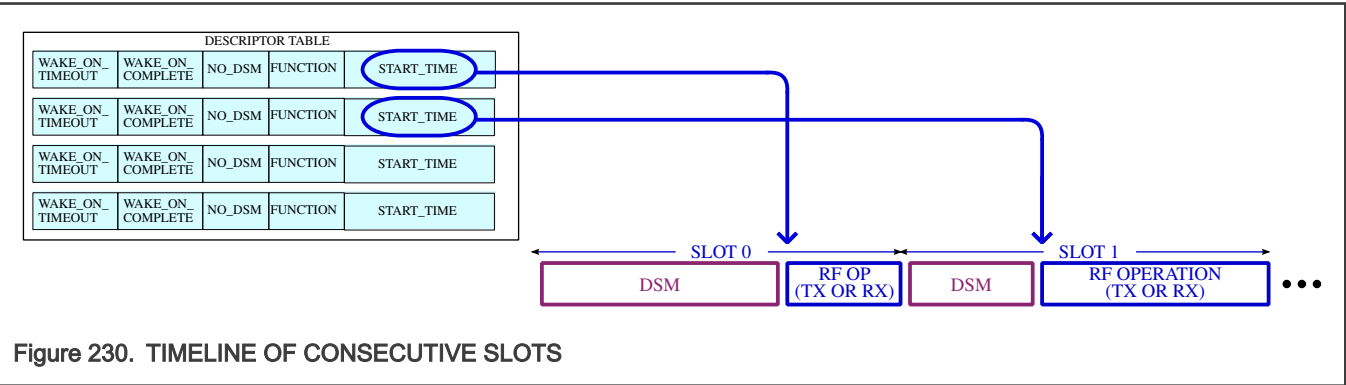 DESCRIPTOR TABLE
WAKE_ON_ WAKE_ON_ NO_DSM FUNCTION START_TIME
TIMEOUT COMPLETE
WAKE_ON_ WAKE_ON_ NO_DSM FUNCTION START_TIME
TIMEOUT COMPLETE
WAKE_ON_ WAKE_ON_ NO_DSM FUNCTION START_TIME
TIMEOUT COMPLETE
WAKE_ON_ WAKE_ON_ NO_DSM FUNCTION START_TIME
TIMEOUT COMPLETE
SLOT 0 SLOT 1
DSM RF OP DSM RF OPERATION
(TX OR RX) (TX OR RX)
Figure 230. TIMELINE OF CONSECUTIVE SLOTS